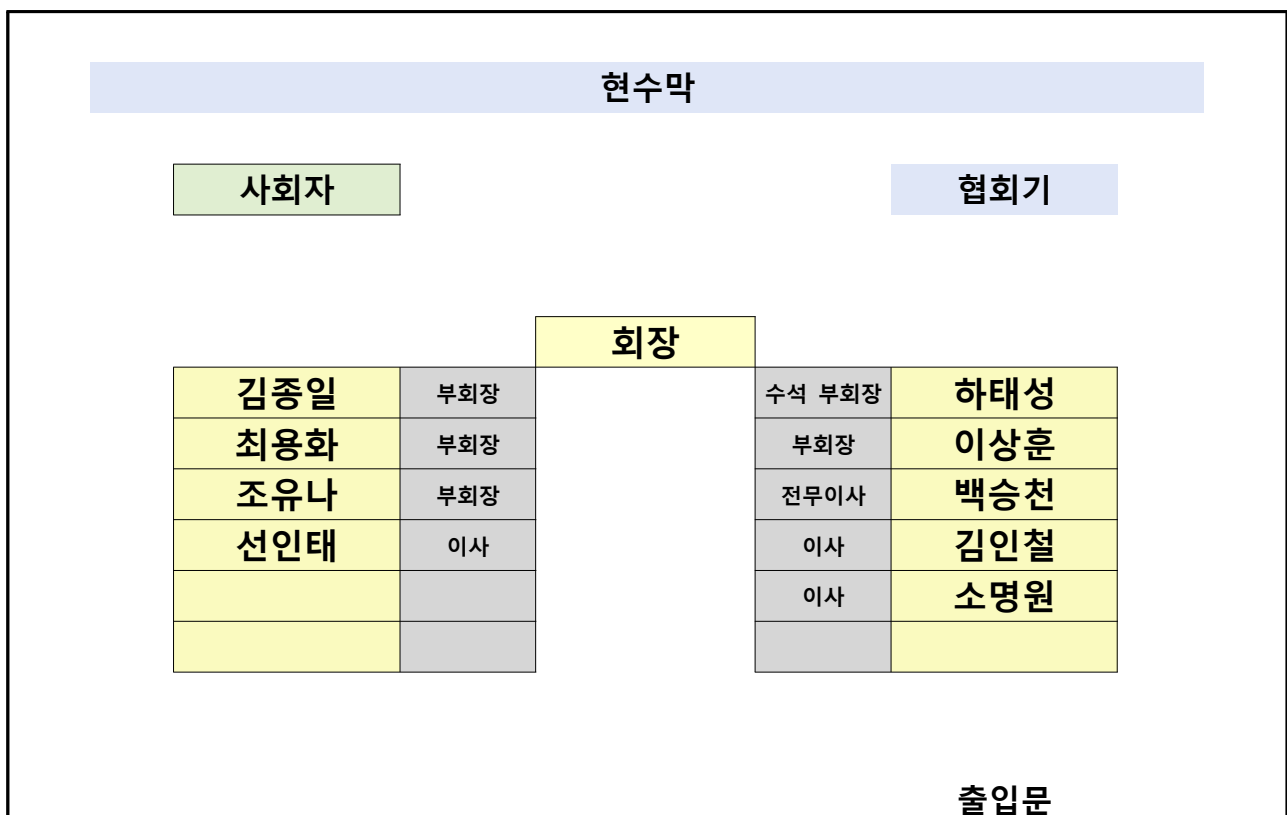 현수막
사회자 협회기
회장
김종일 부회장 수석 부회장 하태성
최용화 부회장 부회장 이상훈
조유나 부회장 전무이사 백승천
선인태 이사 이사 김인철
이사 소명원
출입문